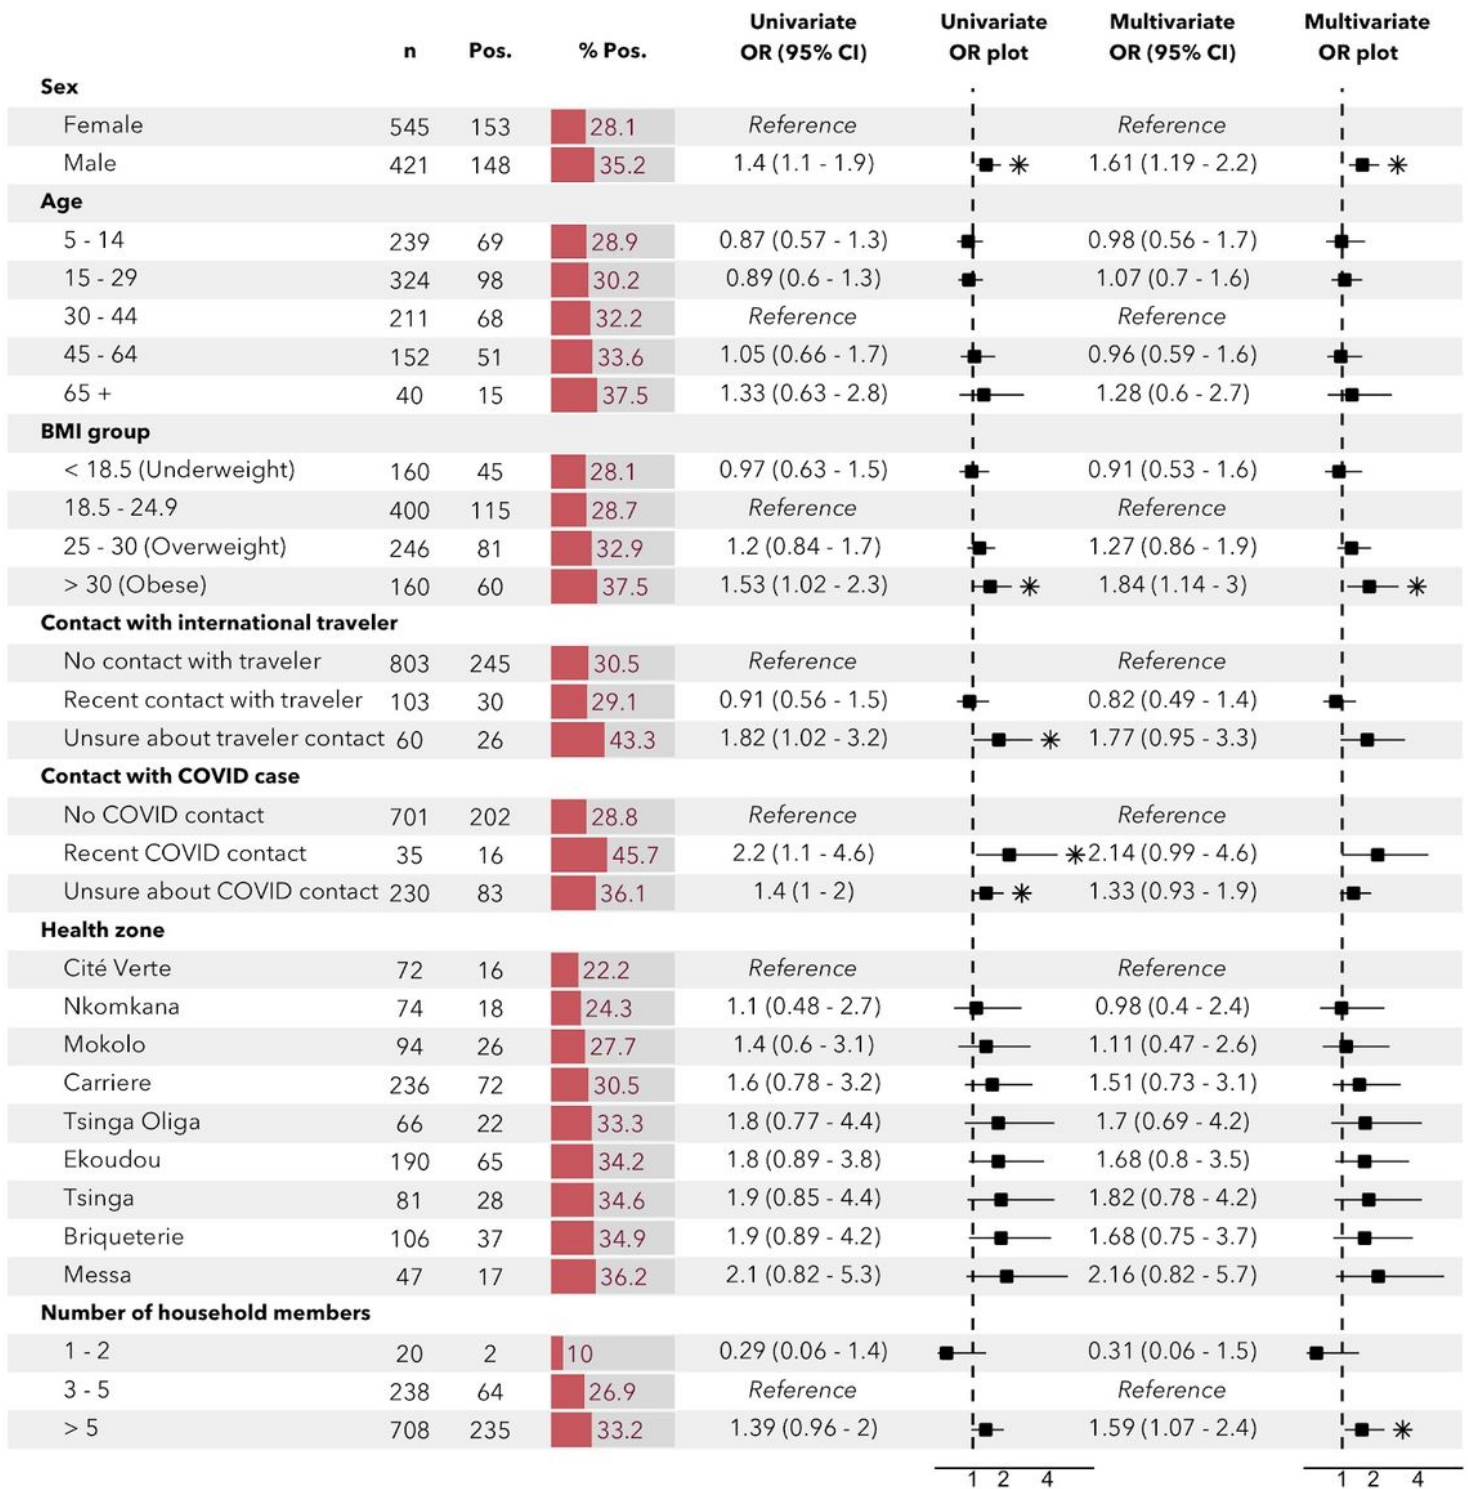 Univariate OR (95% CI) Univariate OR plot Multivariate OR (95% CI) Multivariate OR plot
n Pos. % Pos.
Sex
Female 545 153 28.1 Reference Reference
Male 421 148 35.2 1.4 (1.1 - 1.9) * 1.61 (1.19 - 2.2) *
Age
5 - 14 239 69 28.9 0.87 (0.57 - 1.3) 0.98 (0.56 - 1.7)
15 - 29 324 98 30.2 0.89 (0.6 - 1.3) 1.07 (0.7 - 1.6)
30 - 44 211 68 32.2 Reference Reference
45 - 64 152 51 33.6 1.05 (0.66 - 1.7) 0.96 (0.59 - 1.6)
65 + 40 15 37.5 1.33 (0.63 - 2.8) 1.28 (0.6 - 2.7)
BMI group
< 18.5 (Underweight) 160 45 28.1 0.97 (0.63 - 1.5) 0.91 (0.53 - 1.6)
18.5 - 24.9 400 115 28.7 Reference Reference
25 - 30 (Overweight) 246 81 32.9 1.2 (0.84 - 1.7) 1.27 (0.86 - 1.9)
> 30 (Obese) 160 60 37.5 1.53 (1.02 - 2.3) * 1.84 (1.14 - 3) *
Contact with international traveler
No contact with traveler 803 245 30.5 Reference Reference
Recent contact with traveler 103 30 29.1 0.91 (0.56 - 1.5) 0.82 (0.49 - 1.4)
Unsure about traveler contact 60 26 43.3 1.82 (1.02 - 3.2) * 1.77 (0.95 - 3.3)
Contact with COVID case
No COVID contact 701 202 28.8 Reference Reference
Recent COVID contact 35 16 45.7 2.2 (1.1 - 4.6) * 2.14 (0.99 - 4.6)
Unsure about COVID contact 230 83 36.1 1.4 (1 - 2) * 1.33 (0.93 - 1.9)
Health zone
Cité Verte 72 16 22.2 Reference Reference
Nkomkana 74 18 24.3 1.1 (0.48 - 2.7) 0.98 (0.4 - 2.4)
Mokolo 94 26 27.7 1.4 (0.6 - 3.1) 1.11 (0.47 - 2.6)
Carriere 236 72 30.5 1.6 (0.78 - 3.2) 1.51 (0.73 - 3.1)
Tsinga Oliga 66 22 33.3 1.8 (0.77 - 4.4) 1.7 (0.69 - 4.2)
Ekoudou 190 65 34.2 1.8 (0.89 - 3.8) 1.68 (0.8 - 3.5)
Tsinga 81 28 34.6 1.9 (0.85 - 4.4) 1.82 (0.78 - 4.2)
Briqueterie 106 37 34.9 1.9 (0.89 - 4.2) 1.68 (0.75 - 3.7)
Messa 47 17 36.2 2.1 (0.82 - 5.3) 2.16 (0.82 - 5.7)
Number of household members
1 - 2 20 2 10 0.29 (0.06 - 1.4) 0.31 (0.06 - 1.5)
3 - 5 238 64 26.9 Reference Reference
> 5 708 235 33.2 1.39 (0.96 - 2) 1.59 (1.07 - 2.4) *
1 2 4 1 2 4